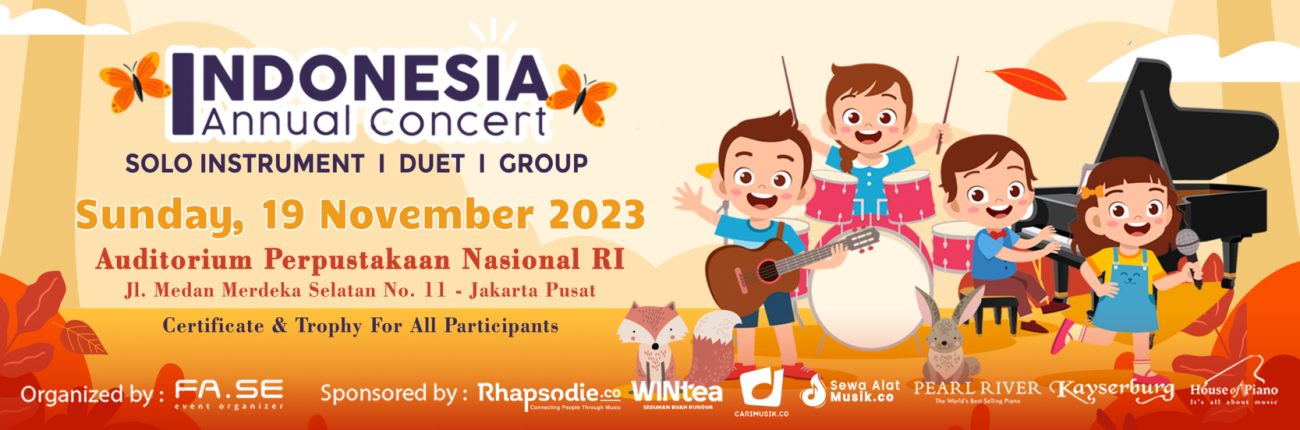 INDONESIA
Annual Concert
SOLO INSTRUMENT I DUET I GROUP
Sunday, 19 November 2023
Auditorium Perpustakaan Nasional RI
Jl. Medan Merdeka Selatan No. 11 - Jakarta Pusat
Certificate & Trophy For All Participants
Organized by :
FA.SE
event organizer
Sponsored by :
Rhapsodie.co
Connecting People Through Music
WINtea
SEDUHAN BUAH KUNDUR
CARIMUSIK.CO
Sewa Alat
Musik.co
PEARL RIVER
The World's Best Selling Piano
Kayserburg
House of Piano
It's all about music